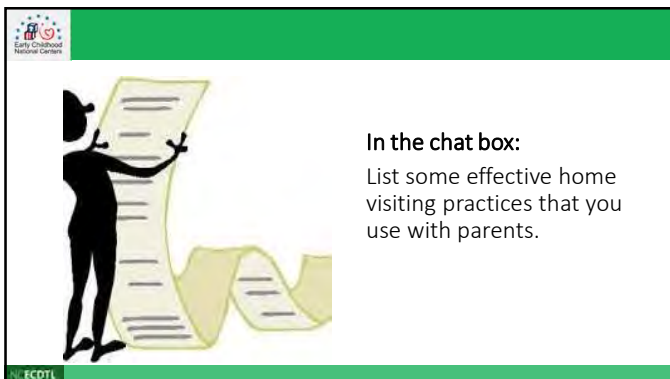 Early Childhood
National Centers
In the chat box:
List some effective home
visiting practices that you
use with parents.
NCECDTL